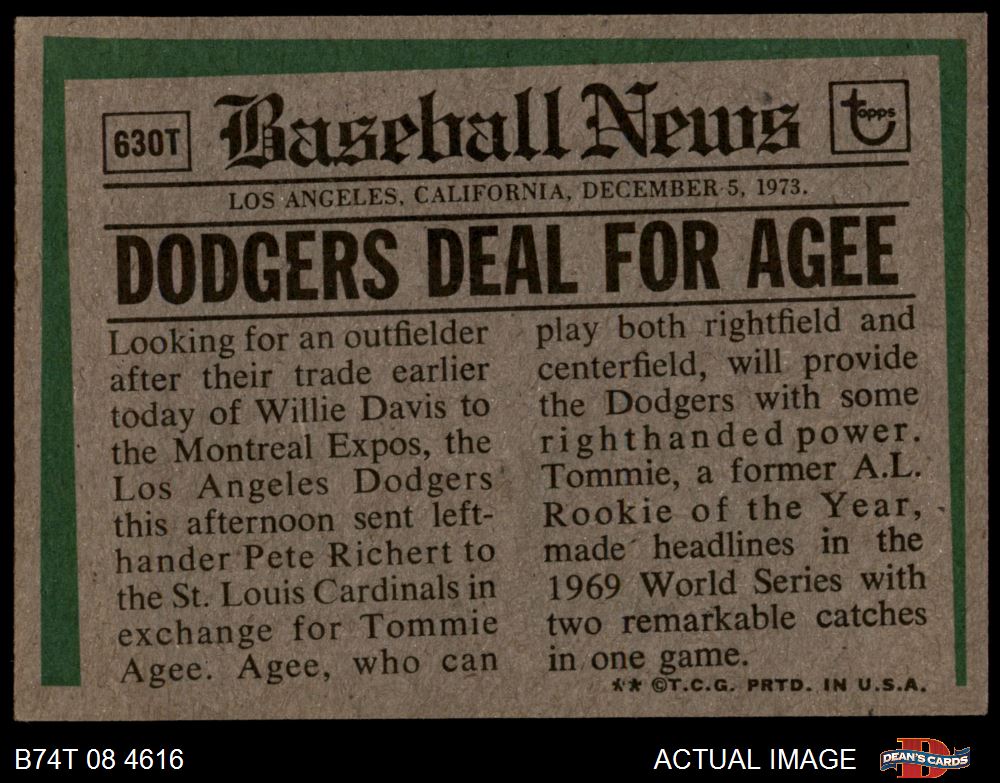 630T
Baseball News
topps
LOS ANGELES, CALIFORNIA, DECEMBER 5, 1973.
DODGERS DEAL FOR AGEE
Looking for an outfielder
after their trade earlier
today of Willie Davis to
the Montreal Expos, the
Los Angeles Dodgers
this afternoon sent left-
hander Pete Richert to
the St. Louis Cardinals in
exchange for Tommie
Agee. Agee, who can
play both rightfield and
centerfield, will provide
the Dodgers with some
righthanded power.
Tommie, a former A.L.
Rookie of the Year,
made headlines in the
1969 World Series with
two remarkable catches
in one game.
** ©T.C.G. PRTD. IN U.S.A.
B74T 08 4616
ACTUAL IMAGE
DEAN'S CARDS